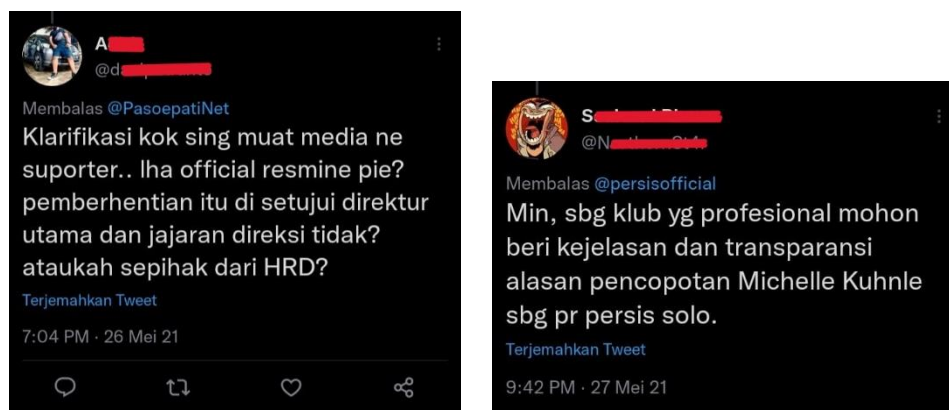 A
@d
Membalas @PasoepatiNet
Klarifikasi kok sing muat media ne
suporter.. lha official resmine pie?
pemberhentian itu di setujui direktur
utama dan jajaran direksi tidak?
ataukah sepihak dari HRD?
Terjemahkan Tweet
7:04 PM · 26 Mei 21
Membalas @persisofficial
Min, sbg klub yg profesional mohon
beri kejelasan dan transparansi
alasan pencopotan Michelle Kuhnle
sbg pr persis solo.
Terjemahkan Tweet
9:42 PM · 27 Mei 21